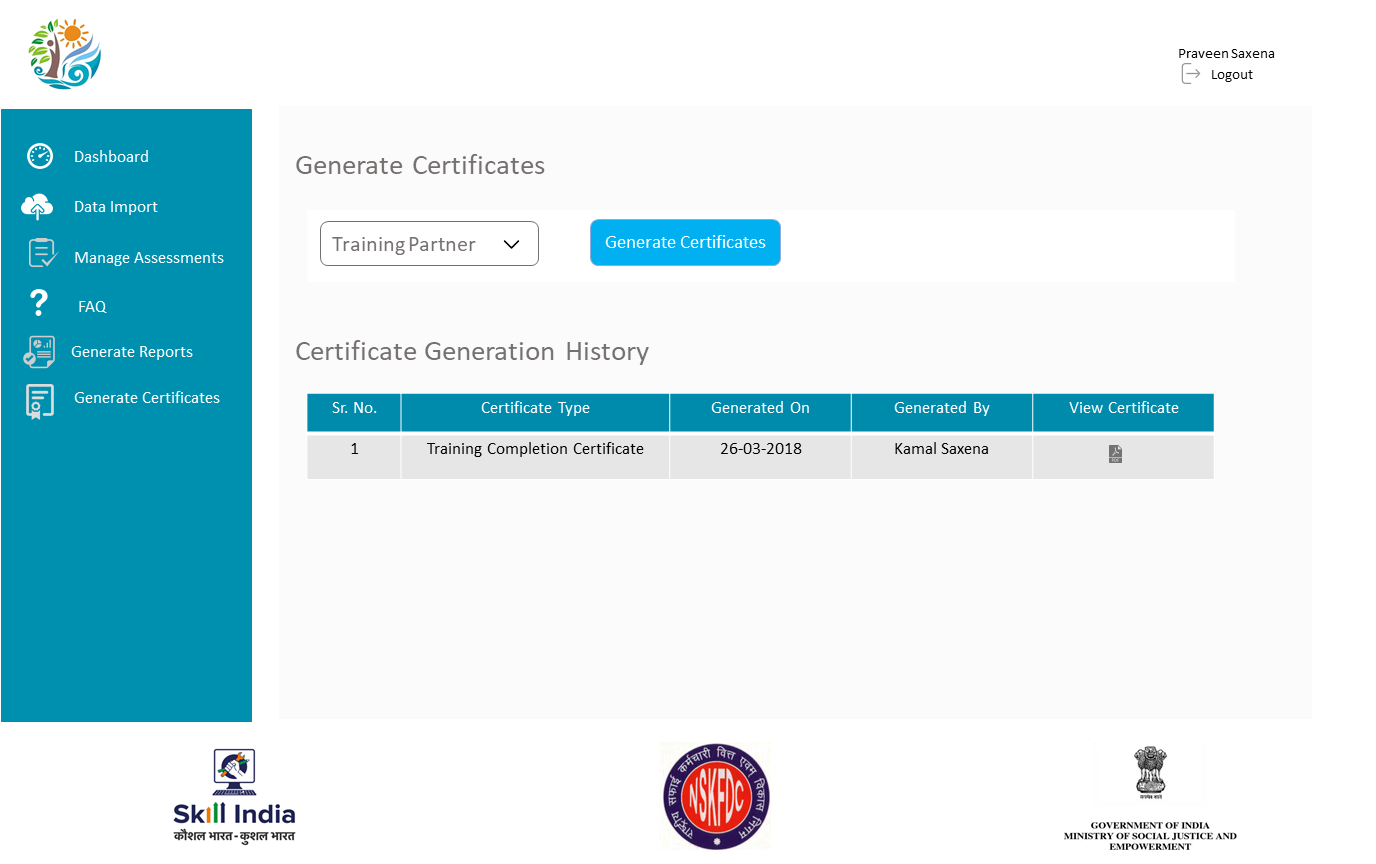 Praveen Saxena
Logout
Dashboard
Data Import
Manage Assessments
FAQ
Generate Reports
Generate Certificates
Generate Certificates
Training Partner
Generate Certificates
Certificate Generation History
Sr. No. Certificate Type Generated On Generated By View Certificate
1 Training Completion Certificate 26-03-2018 Kamal Saxena
PDF
Skill India
कौशल भारत - कुशल भारत
राष्ट्रीय सफाई कर्मचारी वित्त एवम् विकास निगम
NSKFDC
सत्यमेव जयते
GOVERNMENT OF INDIA
MINISTRY OF SOCIAL JUSTICE AND
EMPOWERMENT